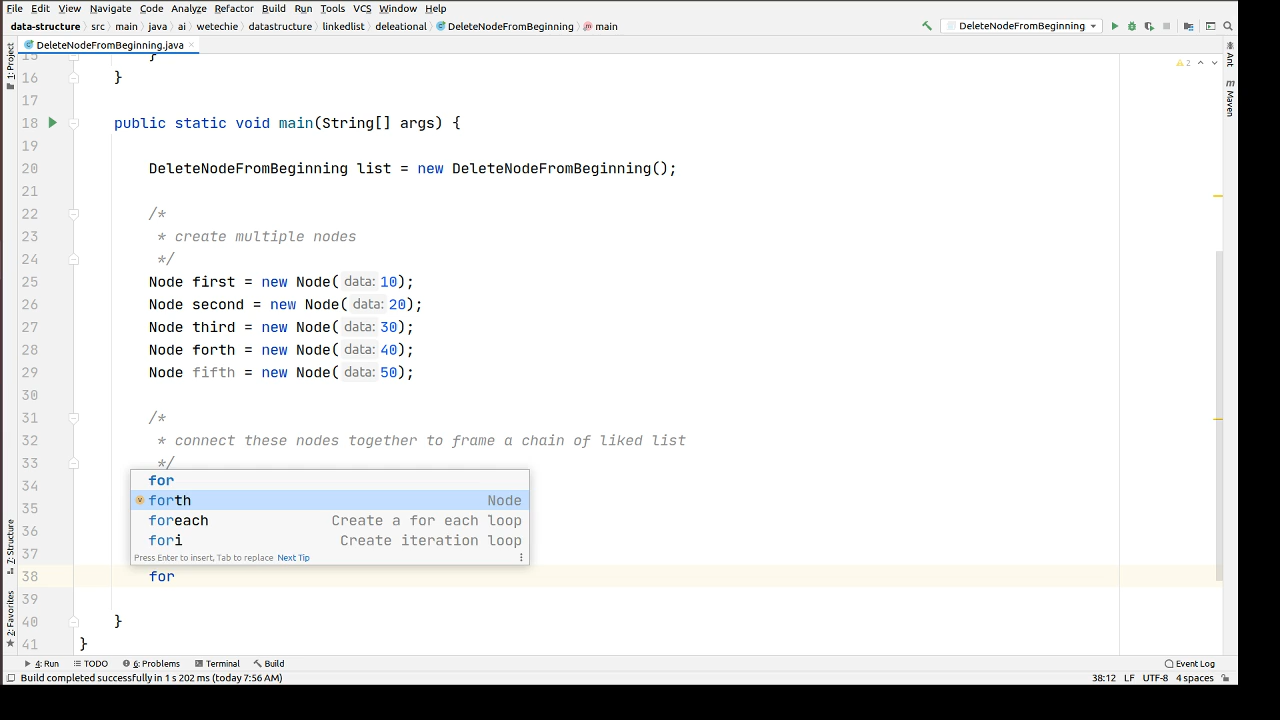 File Edit View Navigate Code Analyze Refactor Build Run Tools VCS Window Help
data-structure src main java ai wetechie datastructure linkedlist deleational DeleteNodeFromBeginning main DeleteNodeFromBeginning
1: Project
DeleteNodeFromBeginning.java
Ant
Maven
2
15 }
16 }
17
18 public static void main(String[] args) {
19
20 DeleteNodeFromBeginning list = new DeleteNodeFromBeginning();
21
22 /*
23 * create multiple nodes
24 */
25 Node first = new Node( data: 10);
26 Node second = new Node( data: 20);
27 Node third = new Node( data: 30);
28 Node forth = new Node( data: 40);
29 Node fifth = new Node( data: 50);
30
31 /*
32 * connect these nodes together to frame a chain of liked list
33 */
34 for
35 forth Node
36 foreach Create a for each loop
37 fori Create iteration loop
Press Enter to insert, Tab to replace Next Tip
38 for
39
40 }
41 }
7: Structure
2: Favorites
4: Run TODO 6: Problems Terminal Build Event Log
Build completed successfully in 1 s 202 ms (today 7:56 AM) 38:12 LF UTF-8 4 spaces